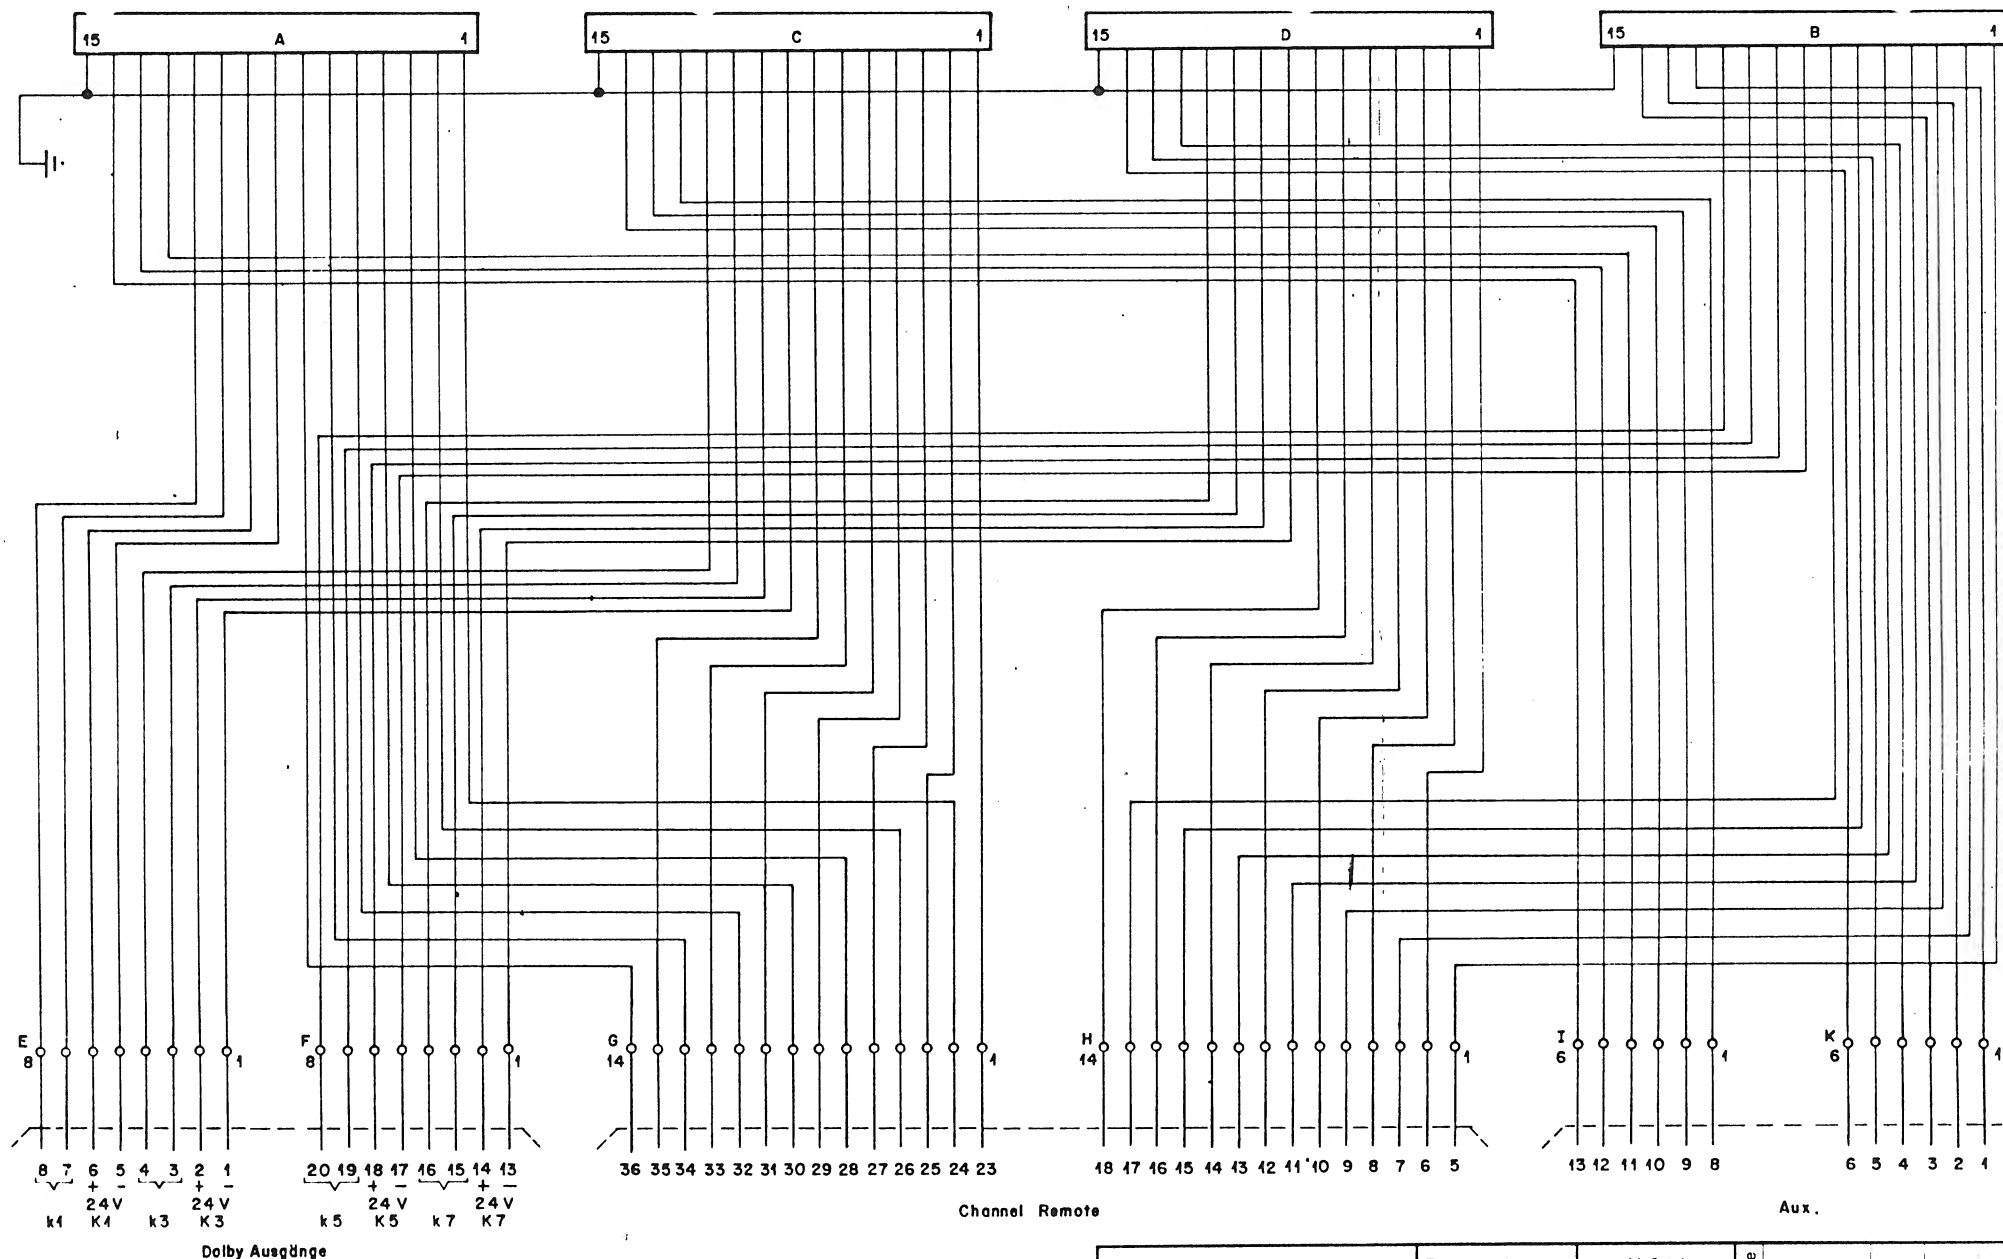 15 A 1 15 C 1 15 D 1 15 B 1
E F G H I K
8 1 8 1 14 1 14 1 6 1 6 1
8 7 6 5 4 3 2 1 20 19 18 17 16 15 14 13 36 35 34 33 32 31 30 29 28 27 26 25 24 23 18 17 16 15 14 13 12 11 10 9 8 7 6 5 13 12 11 10 9 8 6 5 4 3 2 1
+ - + - + - + -
24V 24V 24V 24V
k1 K1 k3 K3 k5 K5 k7 K7
Channel Remote Aux.
Dolby Ausgänge